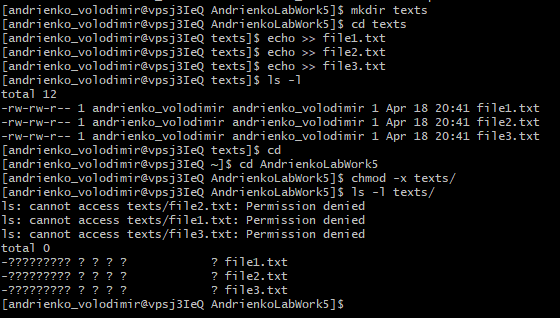 [andrienko_volodimir@vpsj3IeQ AndrienkoLabWork5]$ mkdir texts
[andrienko_volodimir@vpsj3IeQ AndrienkoLabWork5]$ cd texts
[andrienko_volodimir@vpsj3IeQ texts]$ echo >> file1.txt
[andrienko_volodimir@vpsj3IeQ texts]$ echo >> file2.txt
[andrienko_volodimir@vpsj3IeQ texts]$ echo >> file3.txt
[andrienko_volodimir@vpsj3IeQ texts]$ ls -l
total 12
-rw-rw-r-- 1 andrienko_volodimir andrienko_volodimir 1 Apr 18 20:41 file1.txt
-rw-rw-r-- 1 andrienko_volodimir andrienko_volodimir 1 Apr 18 20:41 file2.txt
-rw-rw-r-- 1 andrienko_volodimir andrienko_volodimir 1 Apr 18 20:41 file3.txt
[andrienko_volodimir@vpsj3IeQ texts]$ cd
[andrienko_volodimir@vpsj3IeQ ~]$ cd AndrienkoLabWork5
[andrienko_volodimir@vpsj3IeQ AndrienkoLabWork5]$ chmod -x texts/
[andrienko_volodimir@vpsj3IeQ AndrienkoLabWork5]$ ls -l texts/
ls: cannot access texts/file2.txt: Permission denied
ls: cannot access texts/file1.txt: Permission denied
ls: cannot access texts/file3.txt: Permission denied
total 0
-????????? ? ? ? ?            ? file1.txt
-????????? ? ? ? ?            ? file2.txt
-????????? ? ? ? ?            ? file3.txt
[andrienko_volodimir@vpsj3IeQ AndrienkoLabWork5]$